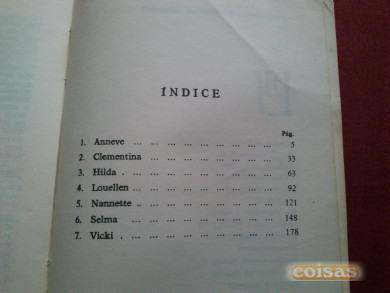 ÍNDICE
Pág.
1. Anneve ... ... ... ... ... ... ... ... ... 5
2. Clementina ... ... ... ... ... ... ... ... 33
3. Hilda . ... ... ... ... ... ... ... ... ... 63
4. Louellen ... ... ... ... ... ... ... ... ... 92
5. Nannette .. ... ... ... ... ... ... ... ... 121
6. Selma ... ... ... ... ... ... ... ... ... 148
7. Vicki . ... ... ... ... ... ... ... ... ... 178
coisas